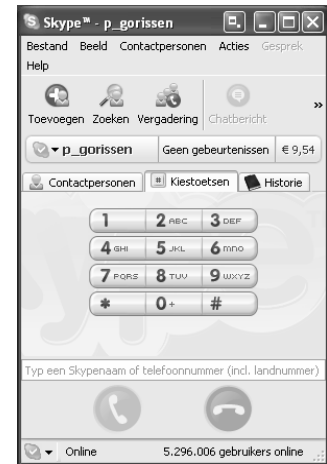 Skype™ - p_gorissen
Bestand Beeld Contactpersonen Acties Gesprek
Help
Toevoegen Zoeken Vergadering Chatbericht »
p_gorissen Geen gebeurtenissen € 9,54
Contactpersonen Kiestoetsen Historie
1 2 ABC 3 DEF
4 GHI 5 JKL 6 mno
7 PQRS 8 TUV 9 WXYZ
* 0 + #
Typ een Skypenaam of telefoonnummer (incl. landnummer)
Online 5.296.006 gebruikers online